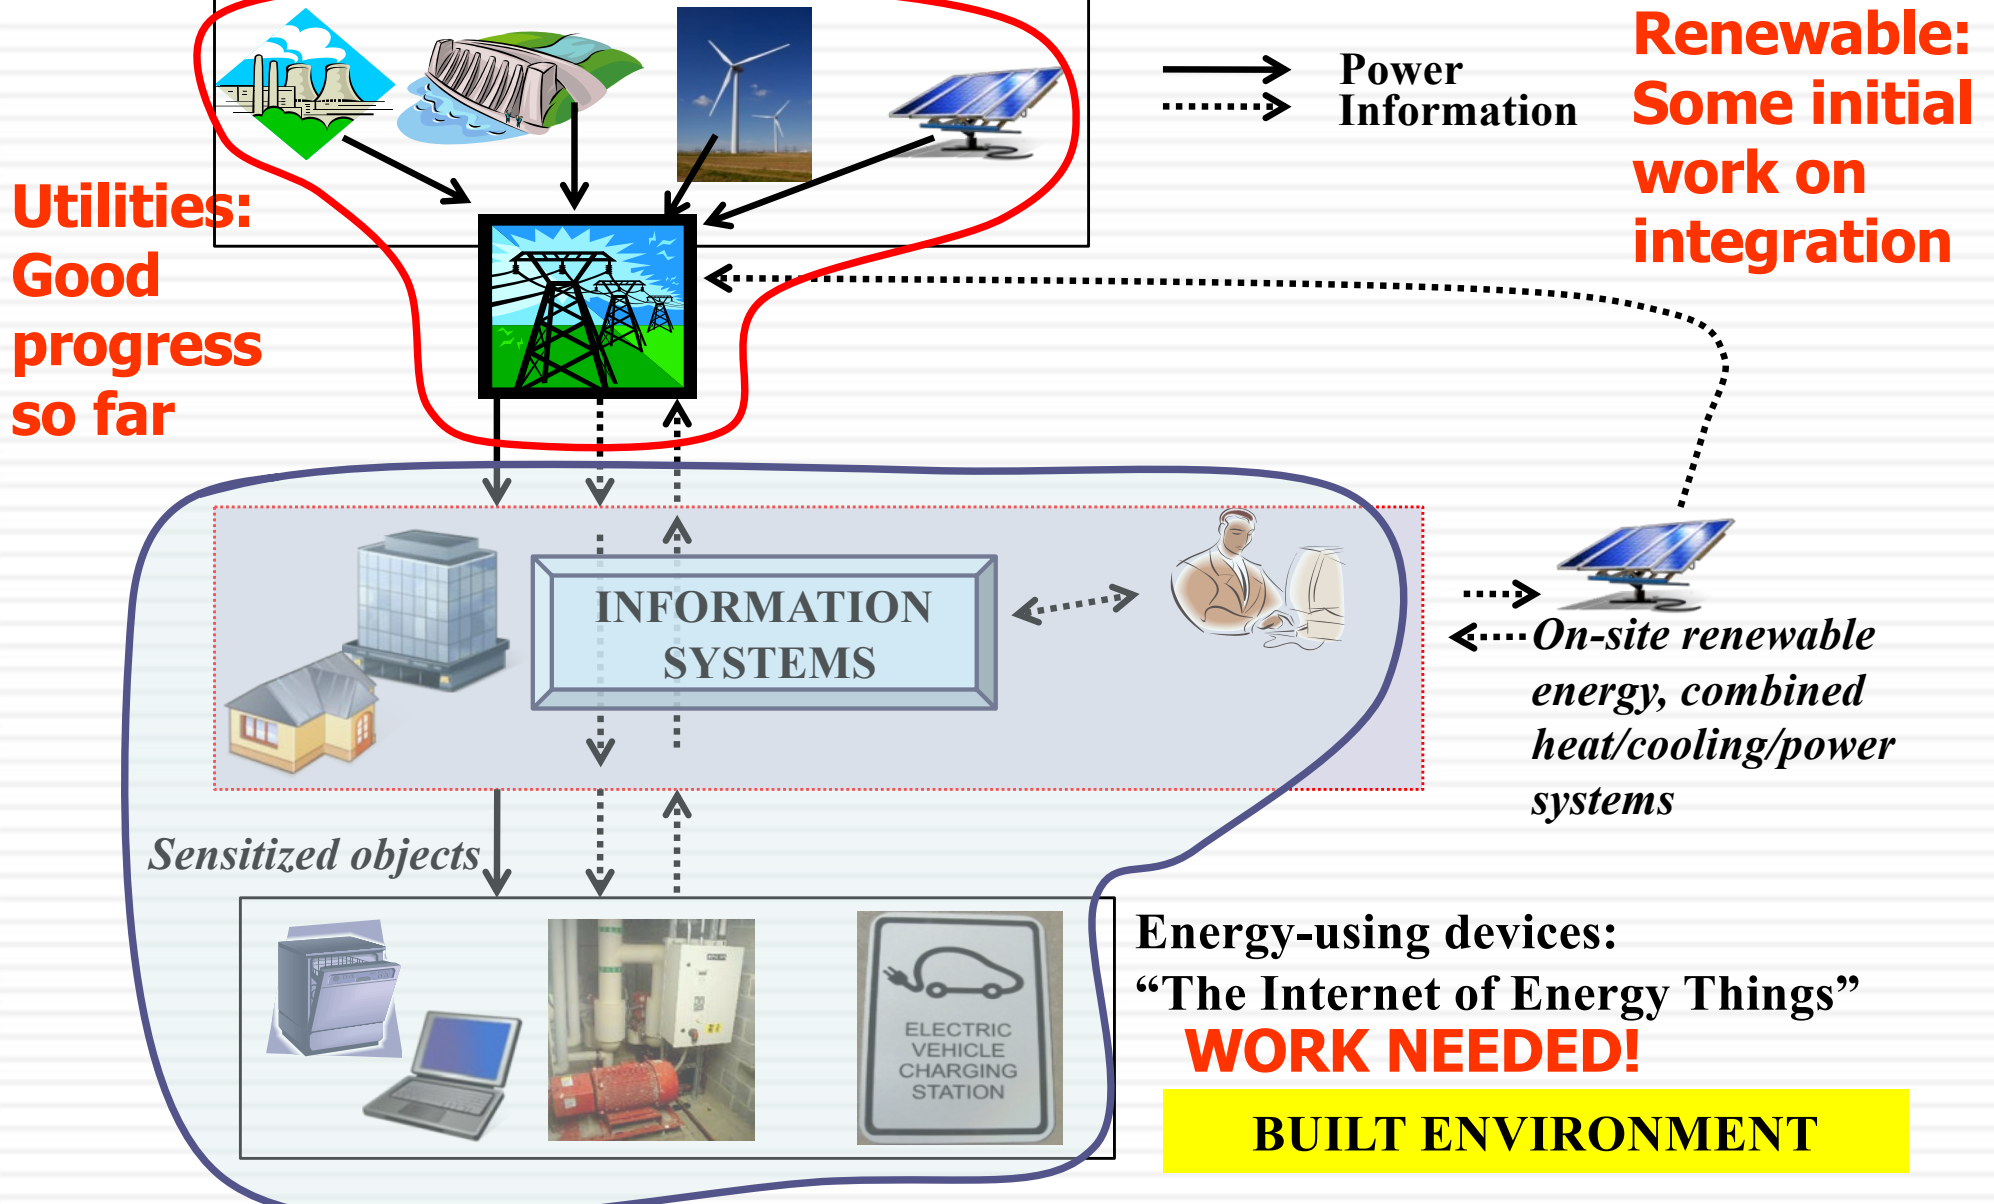 Renewable:
Some initial
work on
integration
Power
Information
Utilities:
Good
progress
so far
INFORMATION
SYSTEMS
On-site renewable
energy, combined
heat/cooling/power
systems
Sensitized objects
Energy-using devices:
“The Internet of Energy Things”
WORK NEEDED!
BUILT ENVIRONMENT
ELECTRIC
VEHICLE
CHARGING
STATION